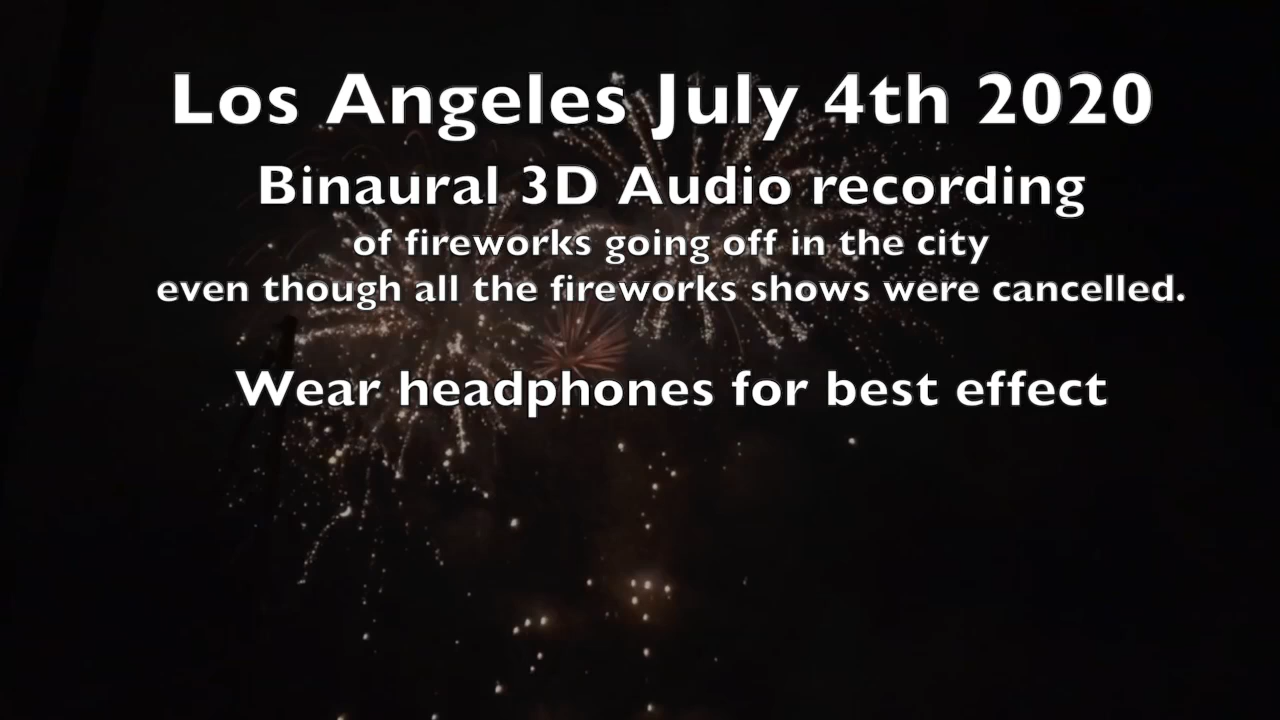 Los Angeles July 4th 2020
Binaural 3D Audio recording
of fireworks going off in the city
even though all the fireworks shows were cancelled.
Wear headphones for best effect